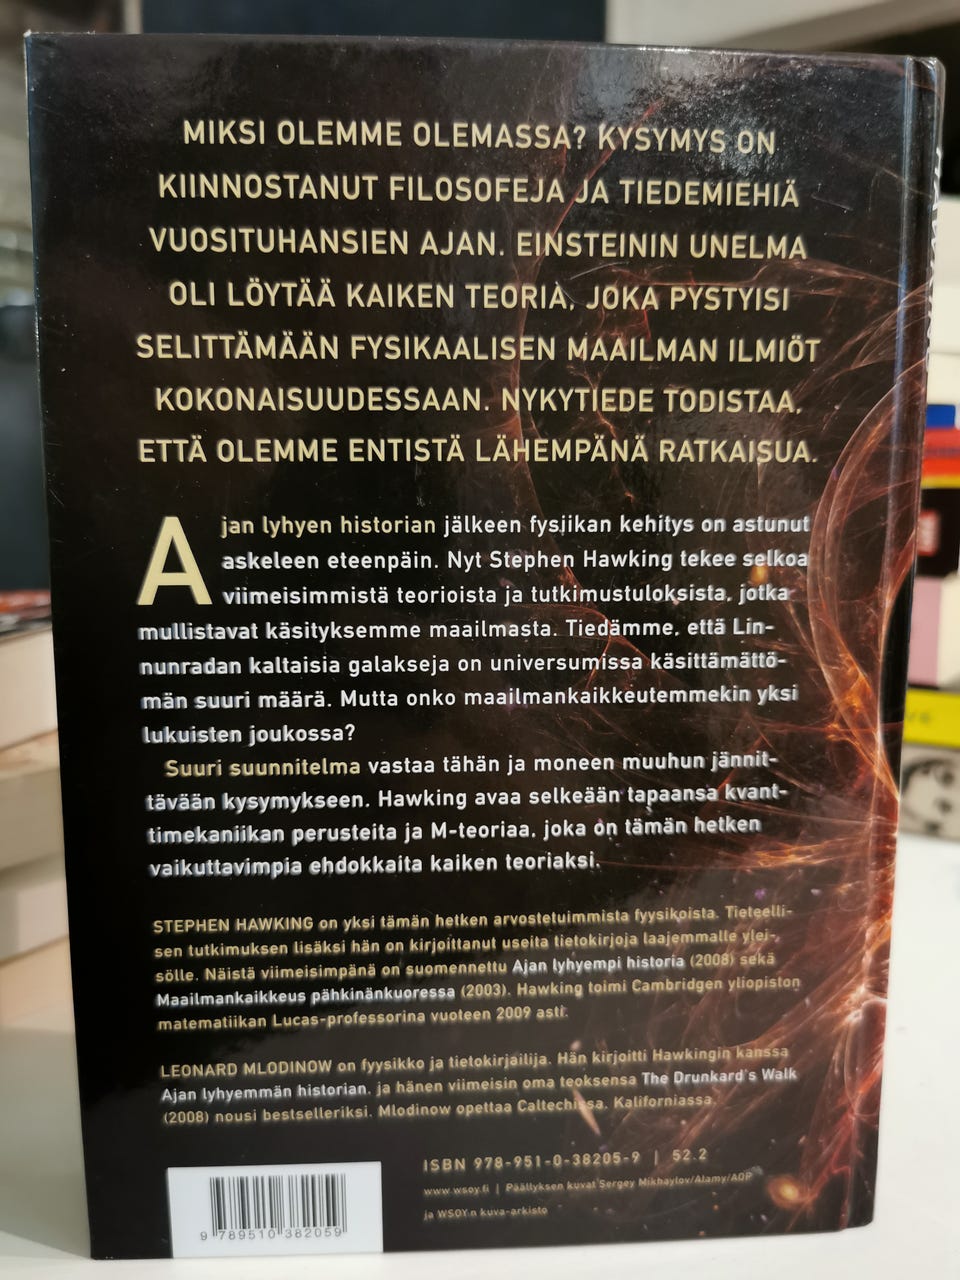 MIKSI OLEMME OLEMASSA? KYSYMYS ON
KIINNOSTANUT FILOSOFEJA JA TIEDEMIEHIÄ
VUOSITUHANSIEN AJAN. EINSTEININ UNELMA
OLI LÖYTÄÄ KAIKEN TEORIA, JOKA PYSTYISI
SELITTÄMÄÄN FYSIKAALISEN MAAILMAN ILMIÖT
KOKONAISUUDESSAAN. NYKYTIEDE TODISTAA,
ETTÄ OLEMME ENTISTÄ LÄHEMPÄNÄ RATKAISUA.
Ajan lyhyen historian jälkeen fysiikan kehitys on astunut
askeleen eteenpäin. Nyt Stephen Hawking tekee selkoa
viimeisimmistä teorioista ja tutkimustuloksista, jotka
mullistavat käsityksemme maailmasta. Tiedämme, että Lin-
nunradan kaltaisia galakseja on universumissa käsittämättö-
män suuri määrä. Mutta onko maailmankaikkeutemmekin yksi
lukuisten joukossa?
Suuri suunnitelma vastaa tähän ja moneen muuhun jännit-
tävään kysymykseen. Hawking avaa selkeään tapaansa kvant-
timekaniikan perusteita ja M-teoriaa, joka on tämän hetken
vaikuttavimpia ehdokkaita kaiken teoriaksi.
STEPHEN HAWKING on yksi tämän hetken arvostetuimmista fyysikoista. Tieteelli-
sen tutkimuksen lisäksi hän on kirjoittanut useita tietokirjoja laajemmalle ylei-
sölle. Näistä viimeisimpänä on suomennettu Ajan lyhyempi historia (2008) sekä
Maailmankaikkeus pähkinänkuoressa (2003). Hawking toimi Cambridgen yliopiston
matematiikan Lucas-professorina vuoteen 2009 asti.
LEONARD MLODINOW on fyysikko ja tietokirjailija. Hän kirjoitti Hawkingin kanssa
Ajan lyhyemmän historian, ja hänen viimeisin oma teoksensa The Drunkard's Walk
(2008) nousi bestselleriksi. Mlodinow opettaa Caltechissa, Kaliforniassa.
ISBN 978-951-0-38205-9 | 52.2
www.wsoy.fi | Päällyksen kuvat Sergey Mikhaylov/Alamy/AOP
ja WSOY:n kuva-arkisto
9 789510 382059